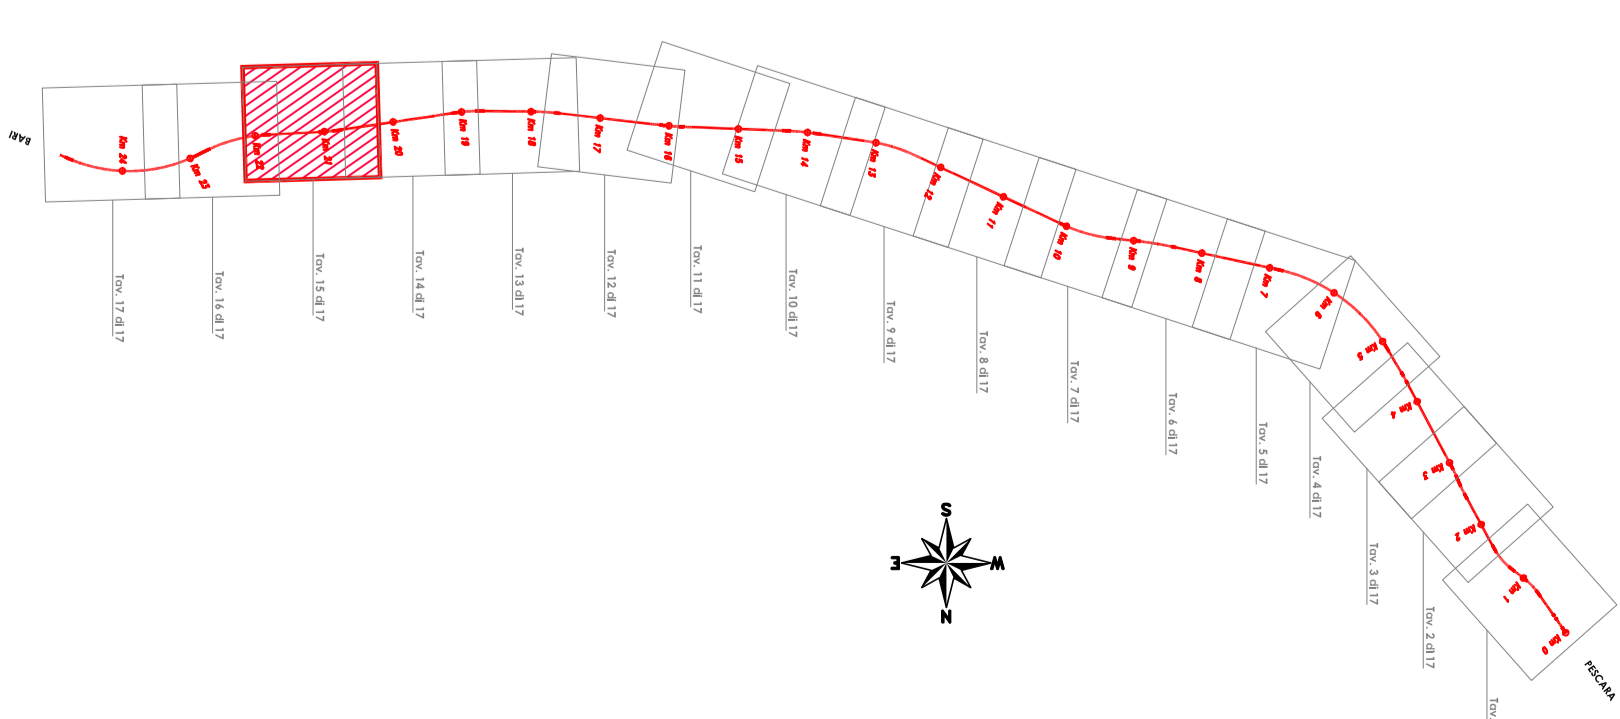 BARI
Km 24
Km 23
Km 22
Km 21
Km 20
Km 19
Km 18
Km 17
Km 16
Km 15
Km 14
Km 13
Km 12
Km 11
Km 10
Km 9
Km 8
Km 7
Km 6
Km 5
Km 4
Km 3
Km 2
Km 1
Km 0
PESCARA
Tav. 17 di 17
Tav. 16 di 17
Tav. 15 di 17
Tav. 14 di 17
Tav. 13 di 17
Tav. 12 di 17
Tav. 11 di 17
Tav. 10 di 17
Tav. 9 di 17
Tav. 8 di 17
Tav. 7 di 17
Tav. 6 di 17
Tav. 5 di 17
Tav. 4 di 17
Tav. 3 di 17
Tav. 2 di 17
Tav.
S
E
W
N